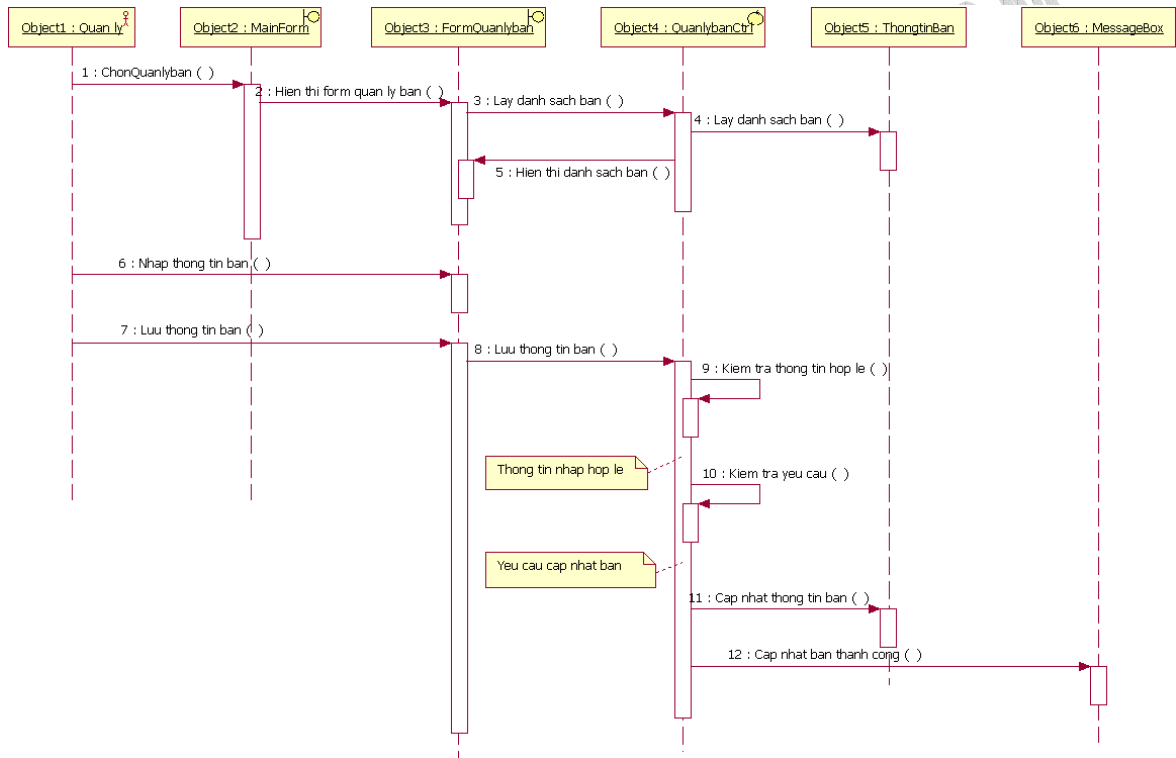 Object1 : Quan ly
Object2 : MainForm
Object3 : FormQuanlyban
Object4 : QuanlybanCtrl
Object5 : ThongtinBan
Object6 : MessageBox
1 : ChonQuanlyban ( )
2 : Hien thi form quan ly ban ( )
3 : Lay danh sach ban ( )
4 : Lay danh sach ban ( )
5 : Hien thi danh sach ban ( )
6 : Nhap thong tin ban ( )
7 : Luu thong tin ban ( )
8 : Luu thong tin ban ( )
9 : Kiem tra thong tin hop le ( )
Thong tin nhap hop le
10 : Kiem tra yeu cau ( )
Yeu cau cap nhat ban
11 : Cap nhat thong tin ban ( )
12 : Cap nhat ban thanh cong ( )